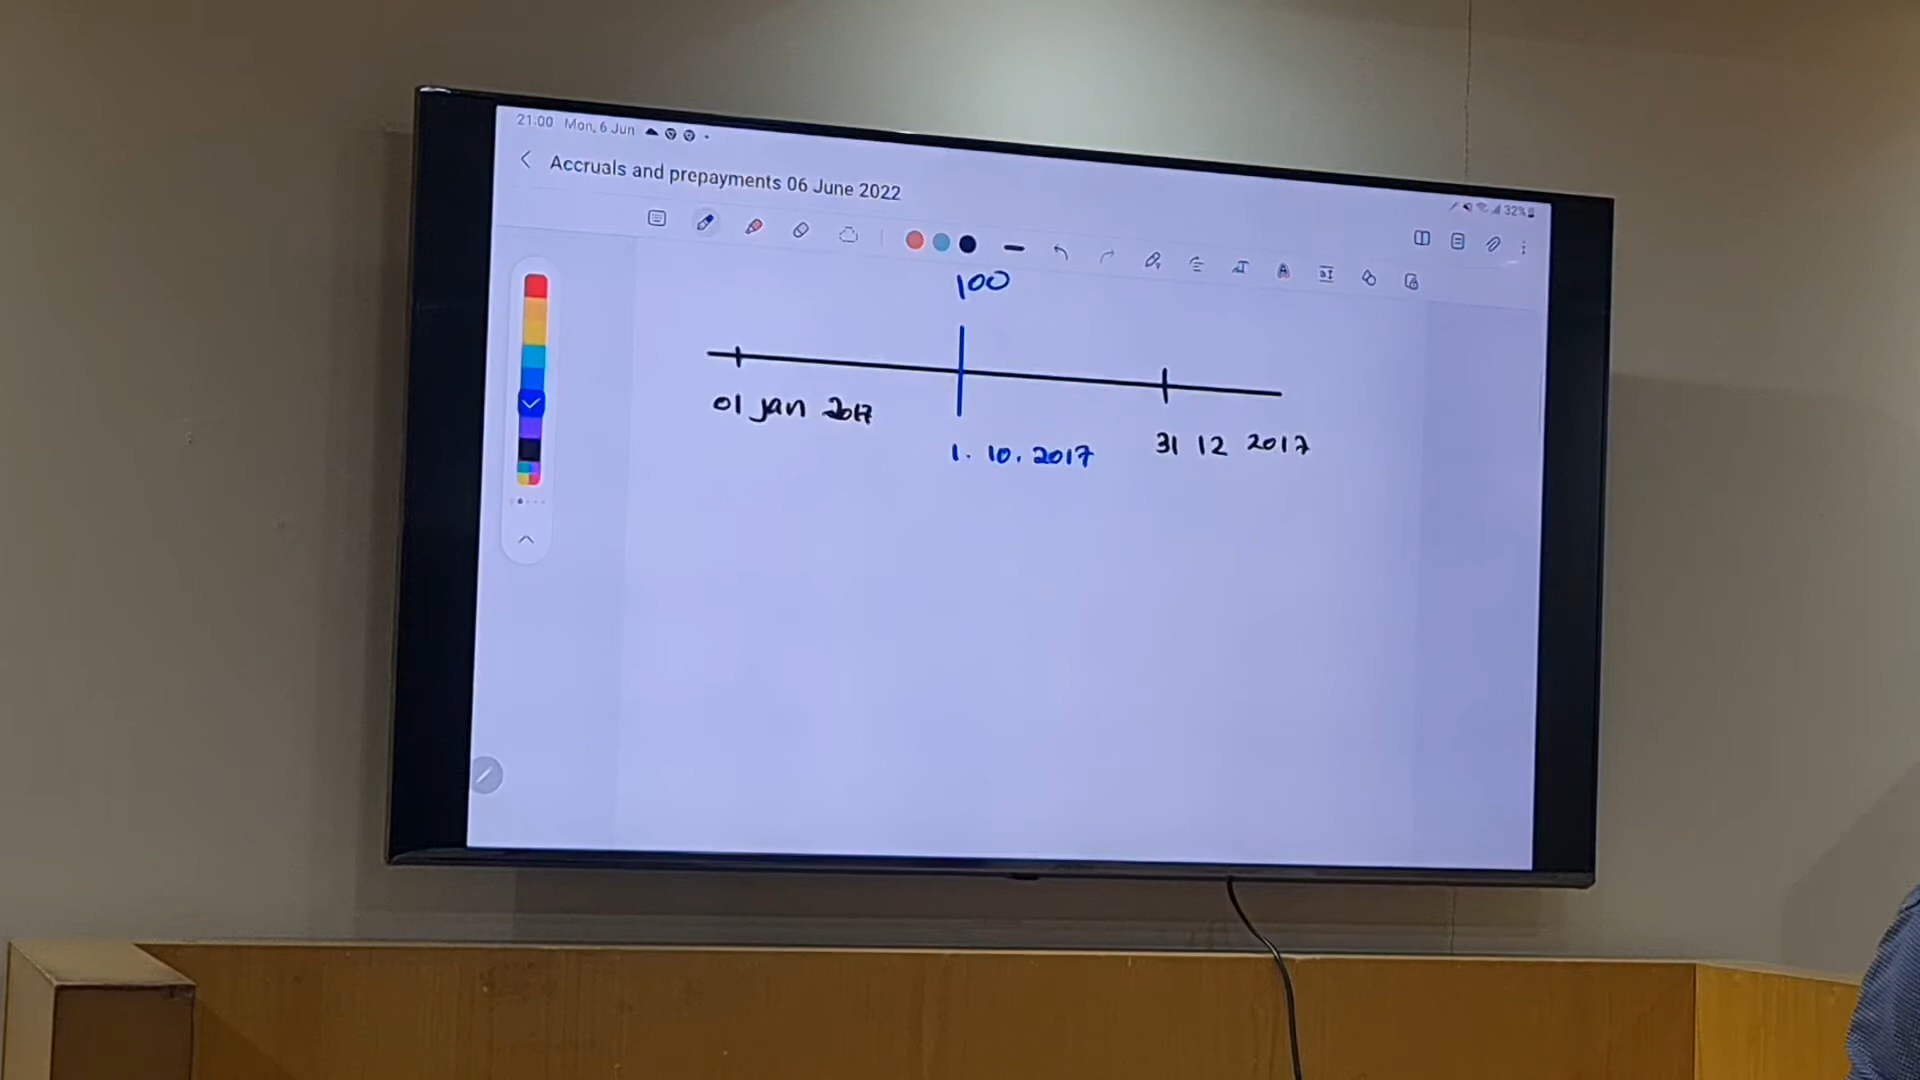 21:00 Mon, 6 Jun
32%
Accruals and prepayments 06 June 2022
100
01 Jan 2017
1. 10. 2017
31 12 2017